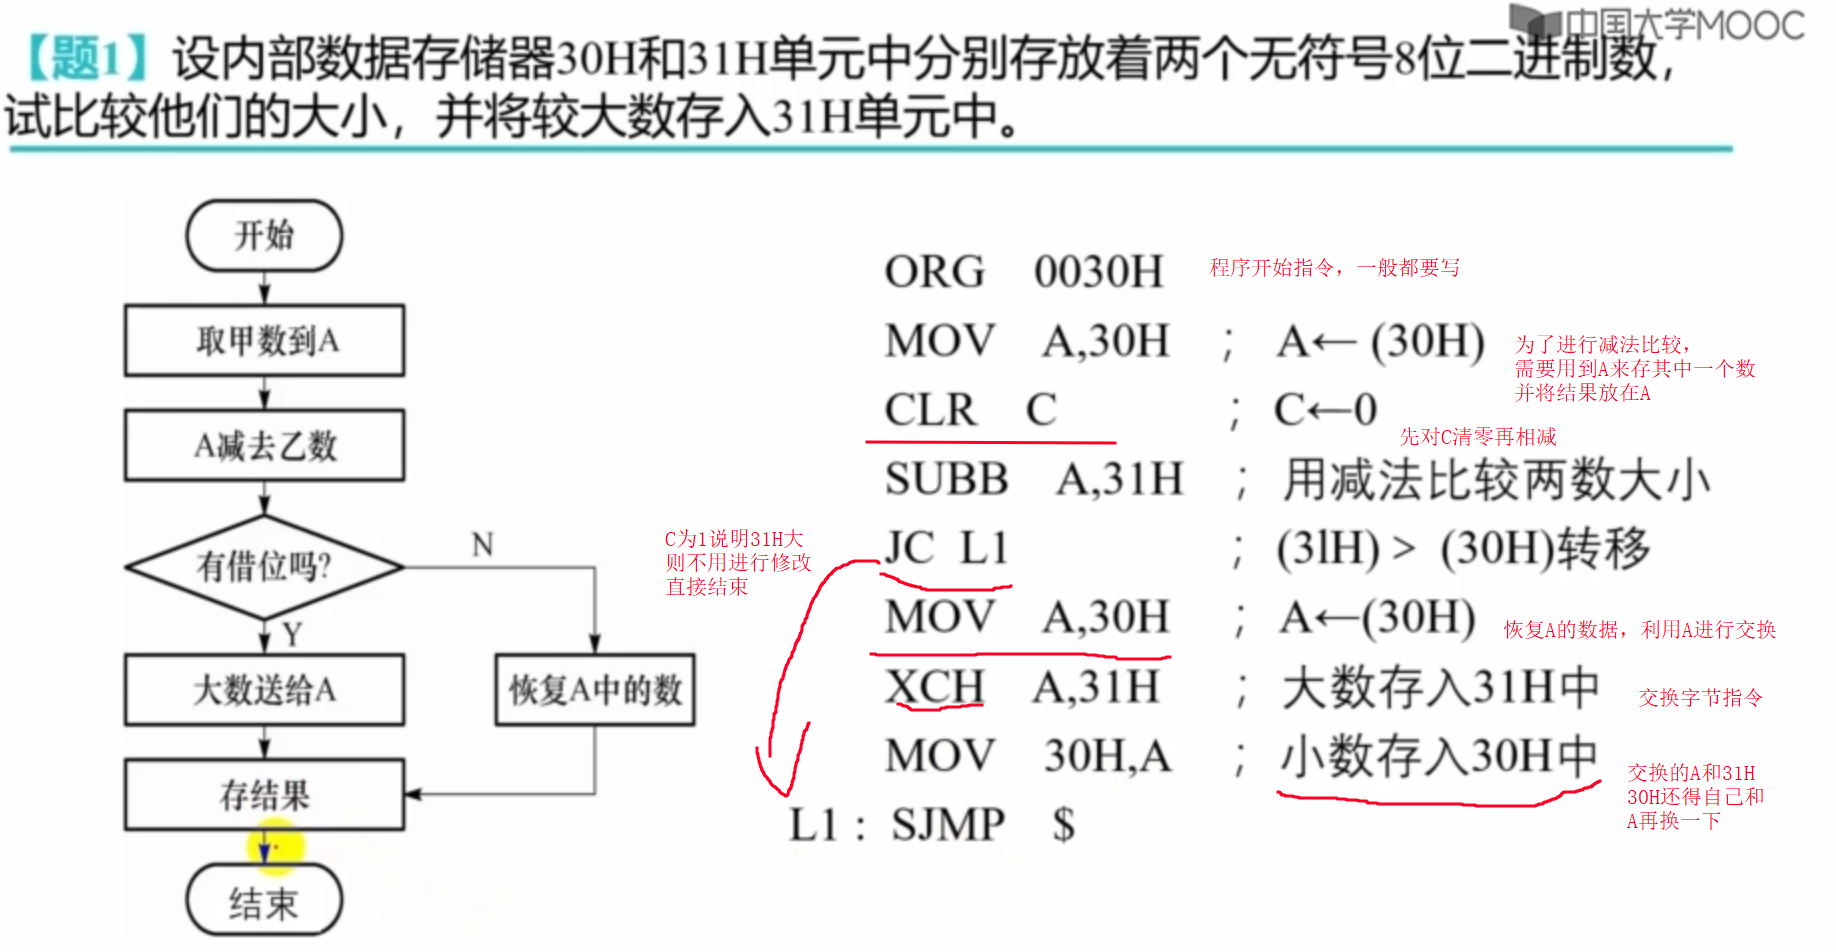 中国大学MOOC
【题1】设内部数据存储器30H和31H单元中分别存放着两个无符号8位二进制数，
试比较他们的大小，并将较大数存入31H单元中。
开始
取甲数到A
A减去乙数
有借位吗?
N
Y
大数送给A
恢复A中的数
存结果
结束
ORG 0030H 程序开始指令，一般都要写
MOV A,30H ； A← (30H)
为了进行减法比较，
需要用到A来存其中一个数
并将结果放在A
CLR C ； C←0
先对C清零再相减
SUBB A,31H ； 用减法比较两数大小
C为1说明31H大
则不用进行修改
直接结束
JC L1 ； (3lH) > (30H)转移
MOV A,30H ； A←(30H) 恢复A的数据，利用A进行交换
XCH A,31H ； 大数存入31H中 交换字节指令
MOV 30H,A ； 小数存入30H中
交换的A和31H
30H还得自己和
A再换一下
L1： SJMP $